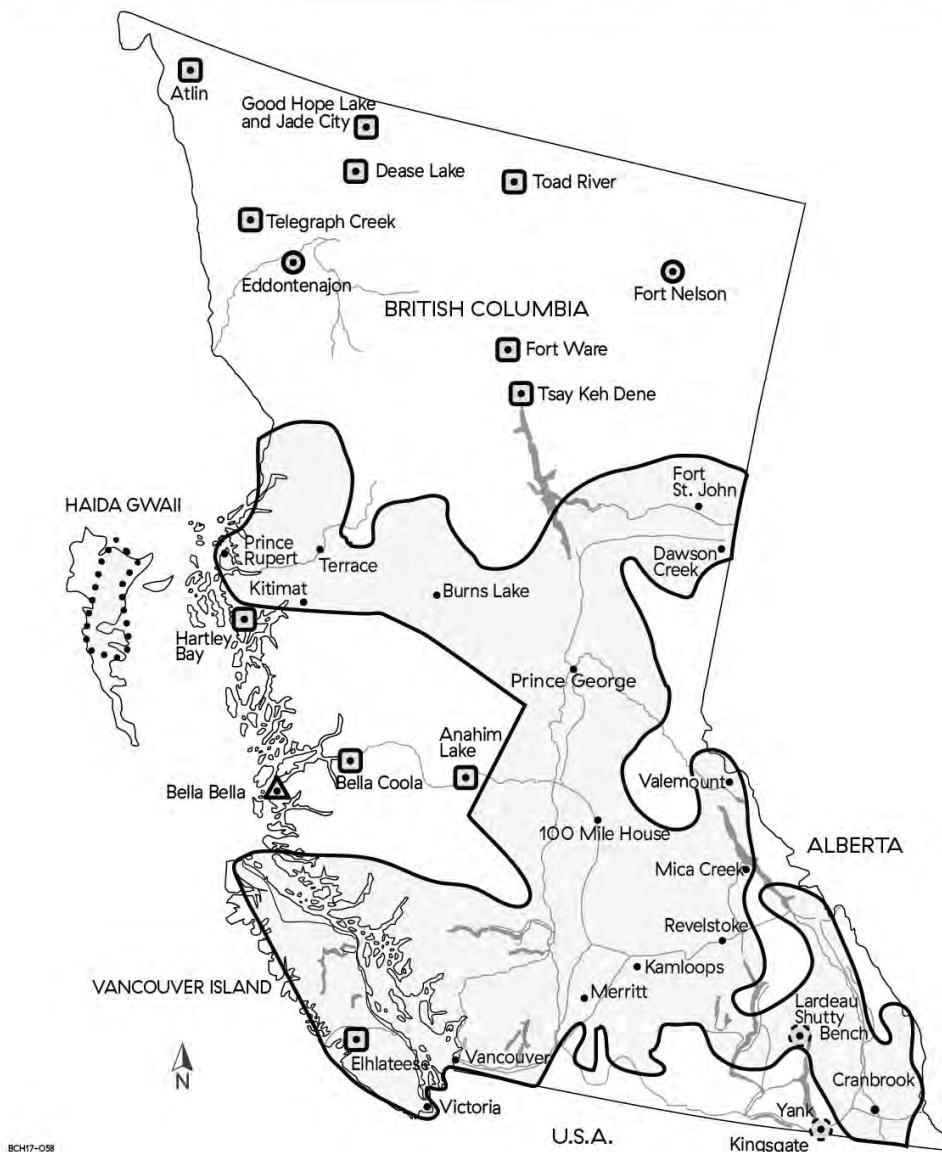 Atlin
Good Hope Lake
and Jade City
Dease Lake
Toad River
Telegraph Creek
Eddontenajon
Fort Nelson
BRITISH COLUMBIA
Fort Ware
Tsay Keh Dene
Fort
St. John
HAIDA GWAII
Prince
Rupert
Terrace
Dawson
Creek
Kitimat
Burns Lake
Hartley
Bay
Prince George
Anahim
Lake
Bella Bella
Bella Coola
Valemount
100 Mile House
ALBERTA
Mica Creek
Revelstoke
Kamloops
VANCOUVER ISLAND
Merritt
Lardeau
Shutty
Bench
Elhlateese
Vancouver
N
Cranbrook
Victoria
Yank
U.S.A.
Kingsgate
BCH17-058